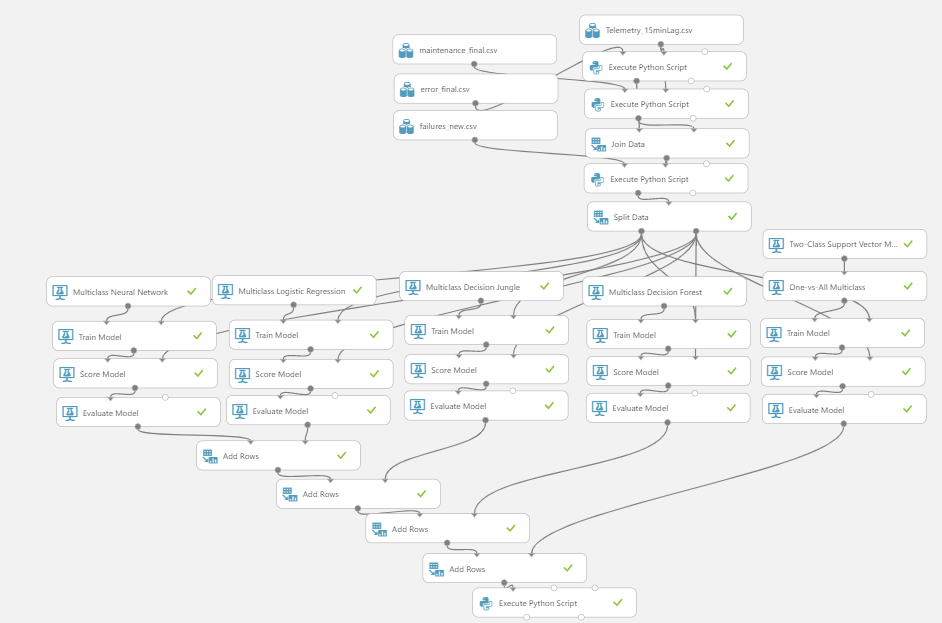 Telemetry_15minLag.csv
maintenance_final.csv
Execute Python Script
error_final.csv
Execute Python Script
failures_new.csv
Join Data
Execute Python Script
Split Data
Two-Class Support Vector M...
Multiclass Neural Network
Multiclass Logistic Regression
Multiclass Decision Jungle
Multiclass Decision Forest
One-vs-All Multiclass
Train Model
Train Model
Train Model
Train Model
Train Model
Score Model
Score Model
Score Model
Score Model
Score Model
Evaluate Model
Evaluate Model
Evaluate Model
Evaluate Model
Evaluate Model
Add Rows
Add Rows
Add Rows
Add Rows
Execute Python Script